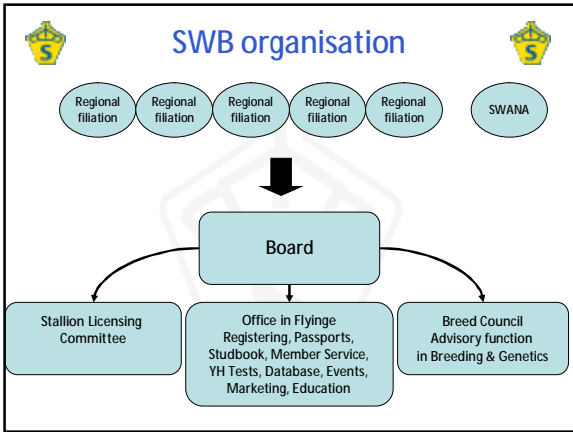 SWB organisation
S
S
Regional
filiation
Regional
filiation
Regional
filiation
Regional
filiation
Regional
filiation
SWANA
Board
Stallion Licensing
Committee
Office in Flyinge
Registering, Passports,
Studbook, Member Service,
YH Tests, Database, Events,
Marketing, Education
Breed Council
Advisory function
in Breeding & Genetics